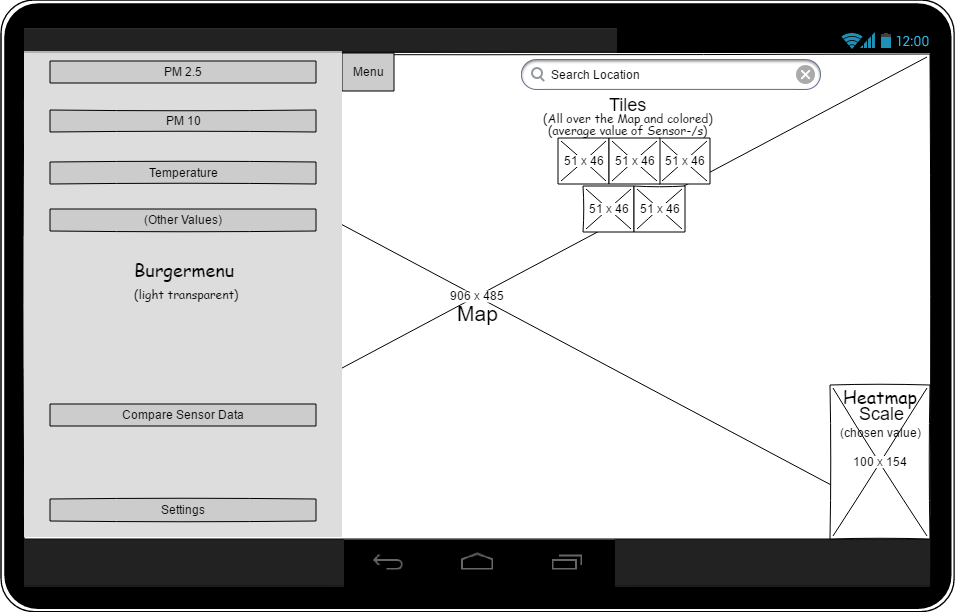 12:00
PM 2.5
PM 10
Temperature
(Other Values)
Burgermenu
(light transparent)
Compare Sensor Data
Settings
Menu
Search Location
Tiles
(All over the Map and colored)
(average value of Sensor-/s)
51 x 46 51 x 46 51 x 46
51 x 46 51 x 46
906 x 485
Map
Heatmap
Scale
(chosen value)
100 x 154